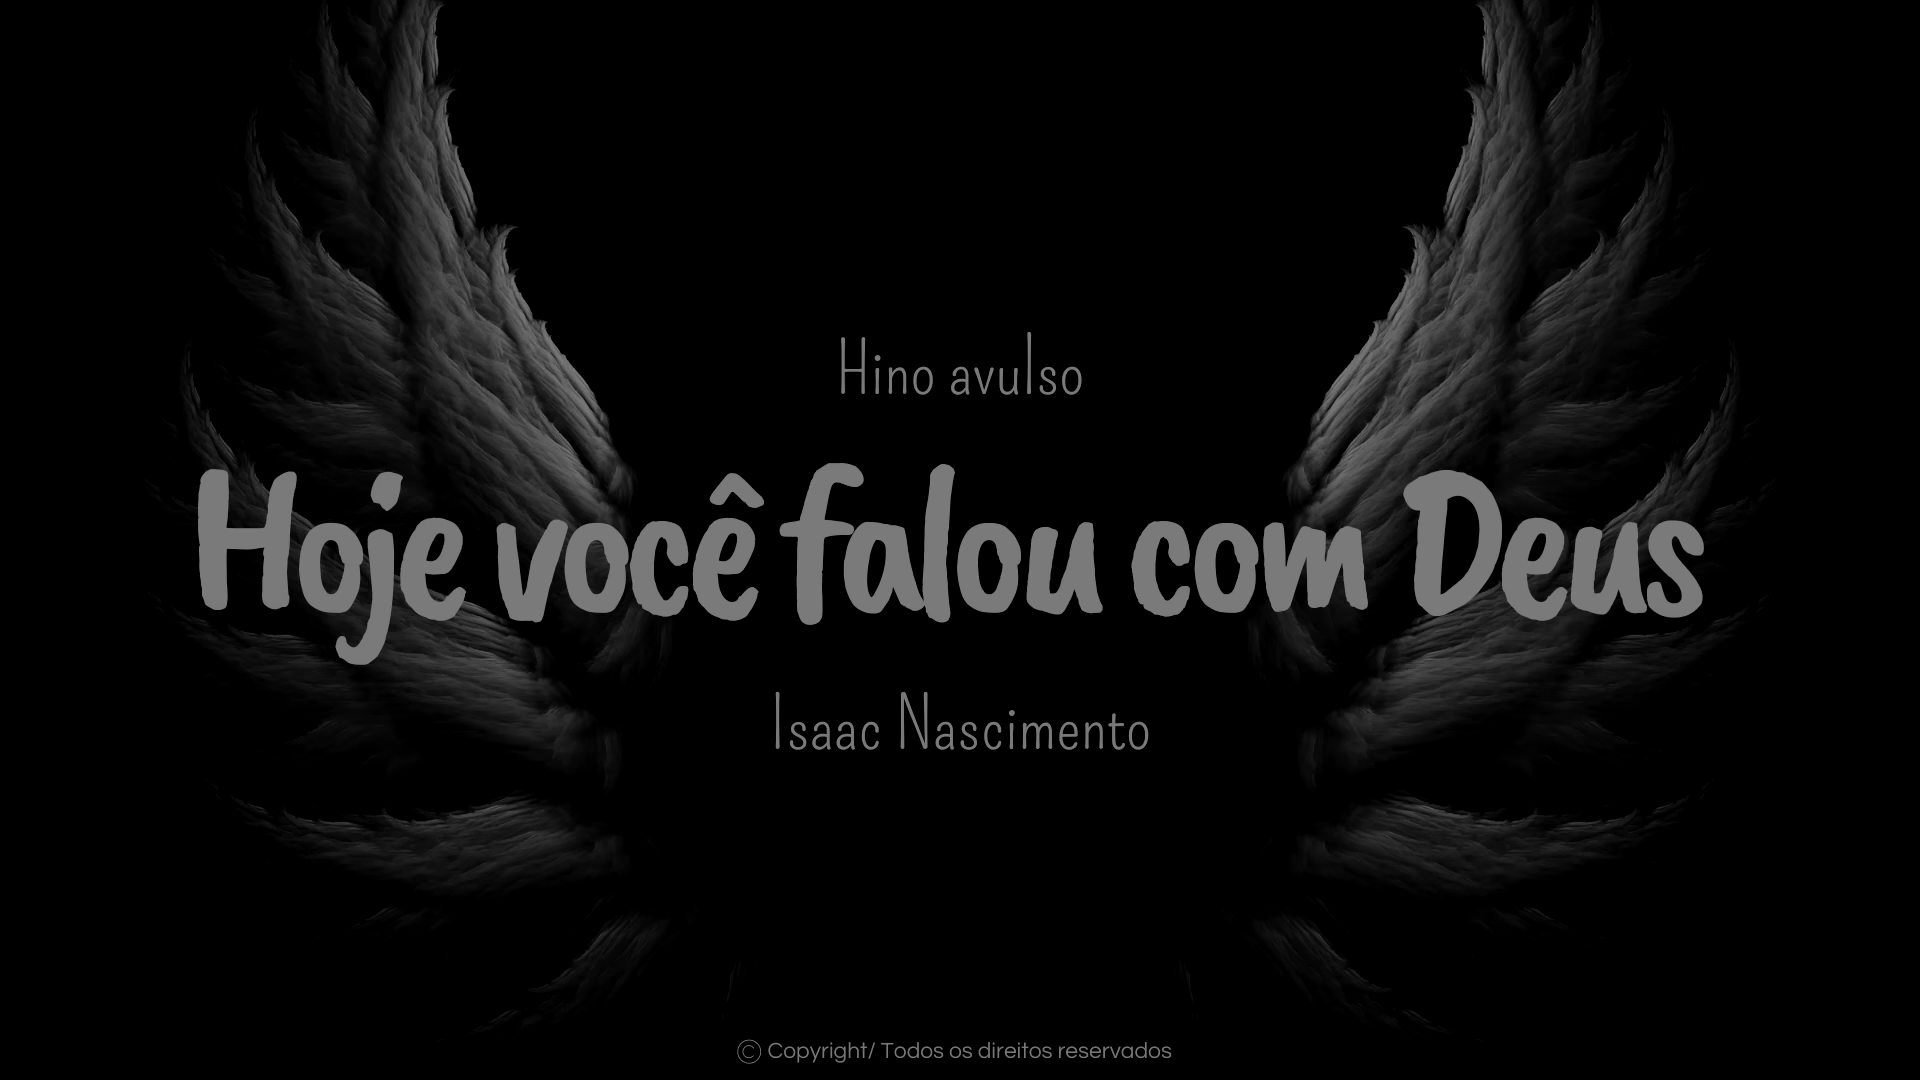 Hino avulso
Hoje você falou com Deus
Isaac Nascimento
© Copyright/ Todos os direitos reservados